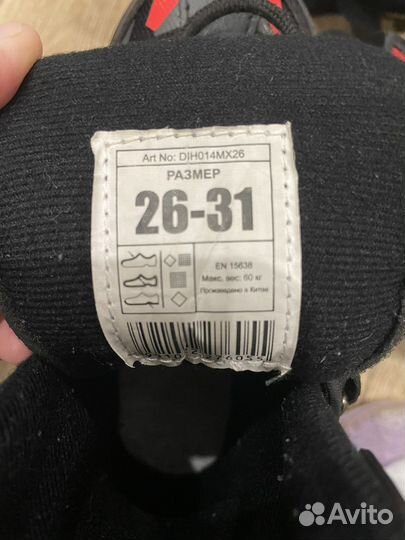 Art No: DIH014MX26
РАЗМЕР
26-31
EN 15638
Макс. вес: 60 кг
Произведено в Китае
Avito